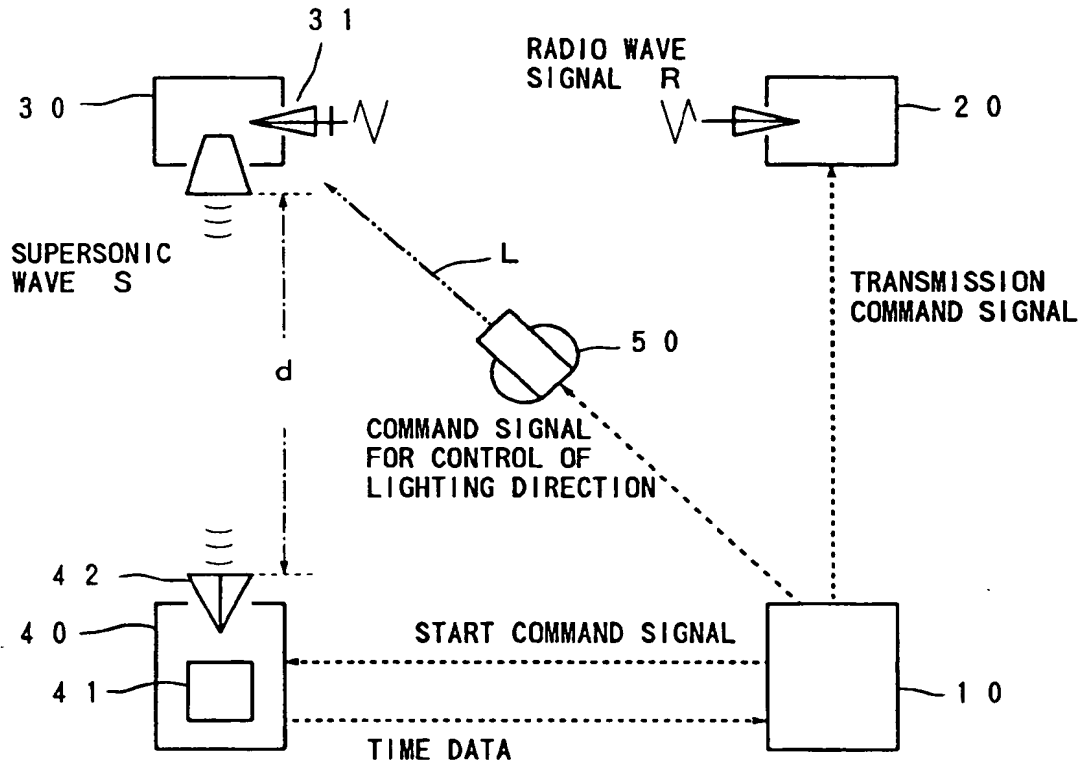 3 1
RADIO WAVE
SIGNAL R
3 0
2 0
SUPERSONIC
WAVE S
L
TRANSMISSION
COMMAND SIGNAL
5 0
d
COMMAND SIGNAL
FOR CONTROL OF
LIGHTING DIRECTION
4 2
4 0
START COMMAND SIGNAL
4 1
1 0
TIME DATA